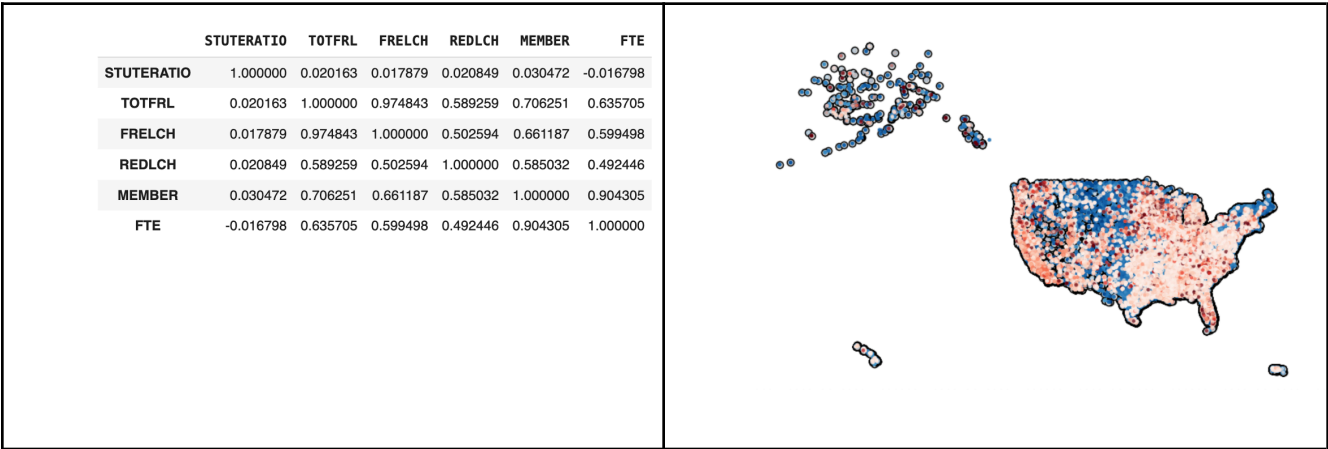 STUTERATIO TOTFRL FRELCH REDLCH MEMBER FTE
STUTERATIO 1.000000 0.020163 0.017879 0.020849 0.030472 -0.016798
TOTFRL 0.020163 1.000000 0.974843 0.589259 0.706251 0.635705
FRELCH 0.017879 0.974843 1.000000 0.502594 0.661187 0.599498
REDLCH 0.020849 0.589259 0.502594 1.000000 0.585032 0.492446
MEMBER 0.030472 0.706251 0.661187 0.585032 1.000000 0.904305
FTE -0.016798 0.635705 0.599498 0.492446 0.904305 1.000000